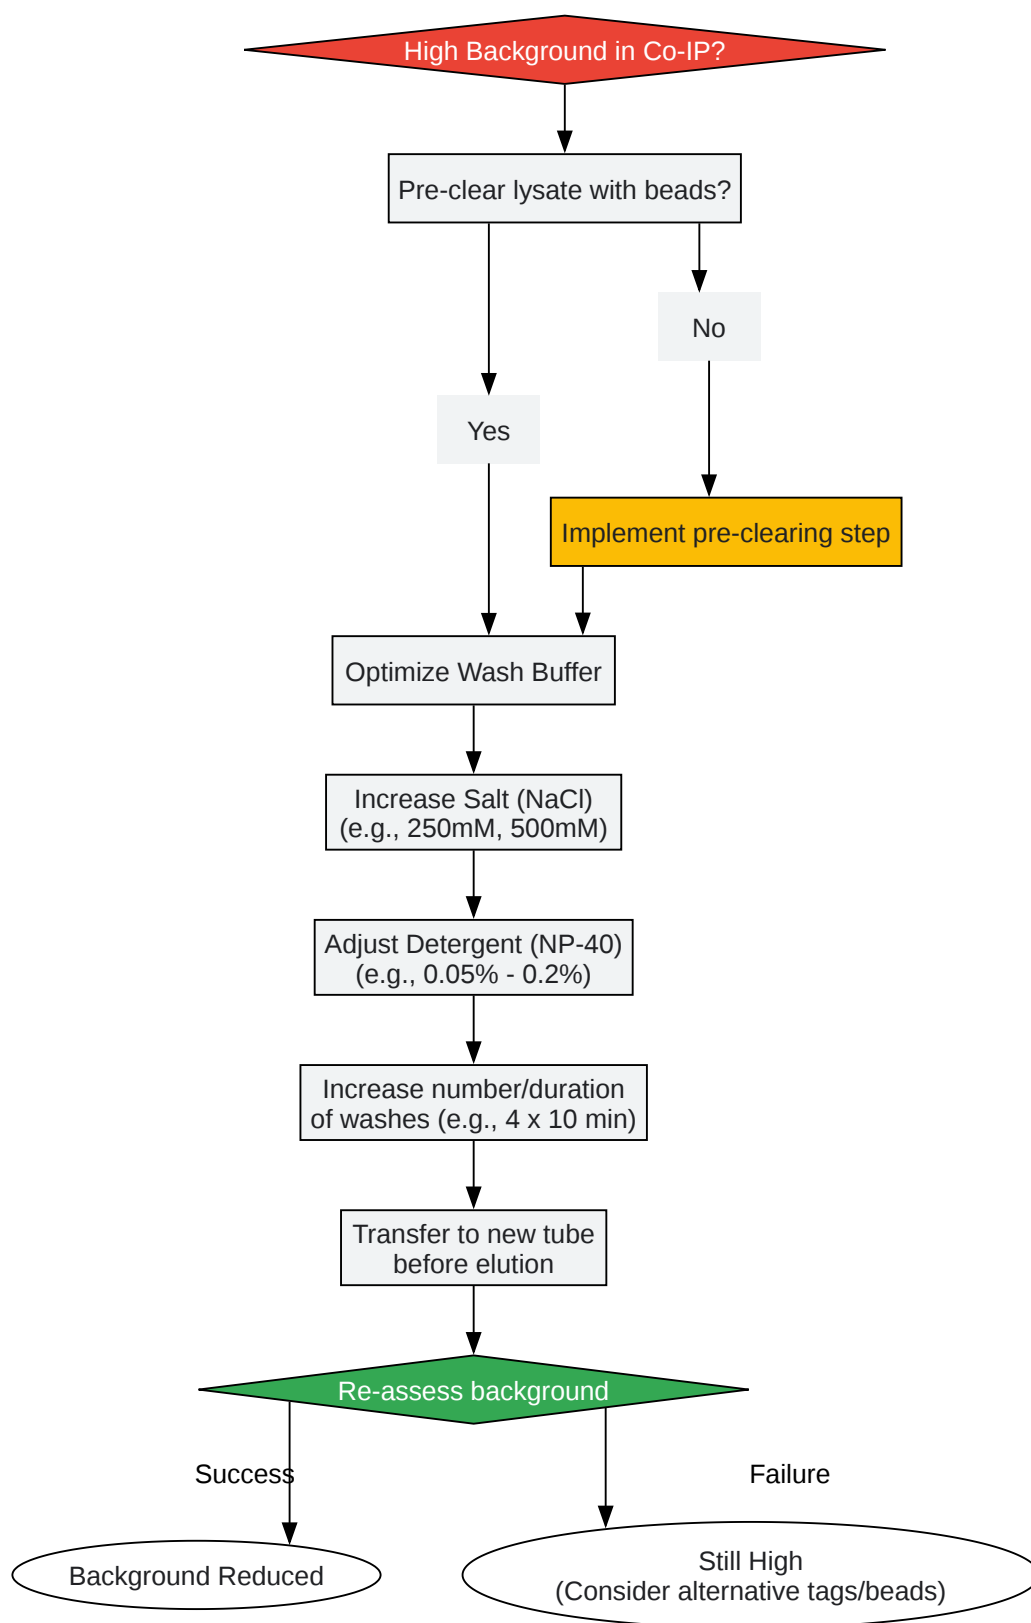 High Background in Co-IP?
Pre-clear lysate with beads?
No
Yes
Implement pre-clearing step
Optimize Wash Buffer
Increase Salt (NaCl)
(e.g., 250mM, 500mM)
Adjust Detergent (NP-40)
(e.g., 0.05% - 0.2%)
Increase number/duration
of washes (e.g., 4 x 10 min)
Transfer to new tube
before elution
Re-assess background
Success
Failure
Background Reduced
Still High
(Consider alternative tags/beads)